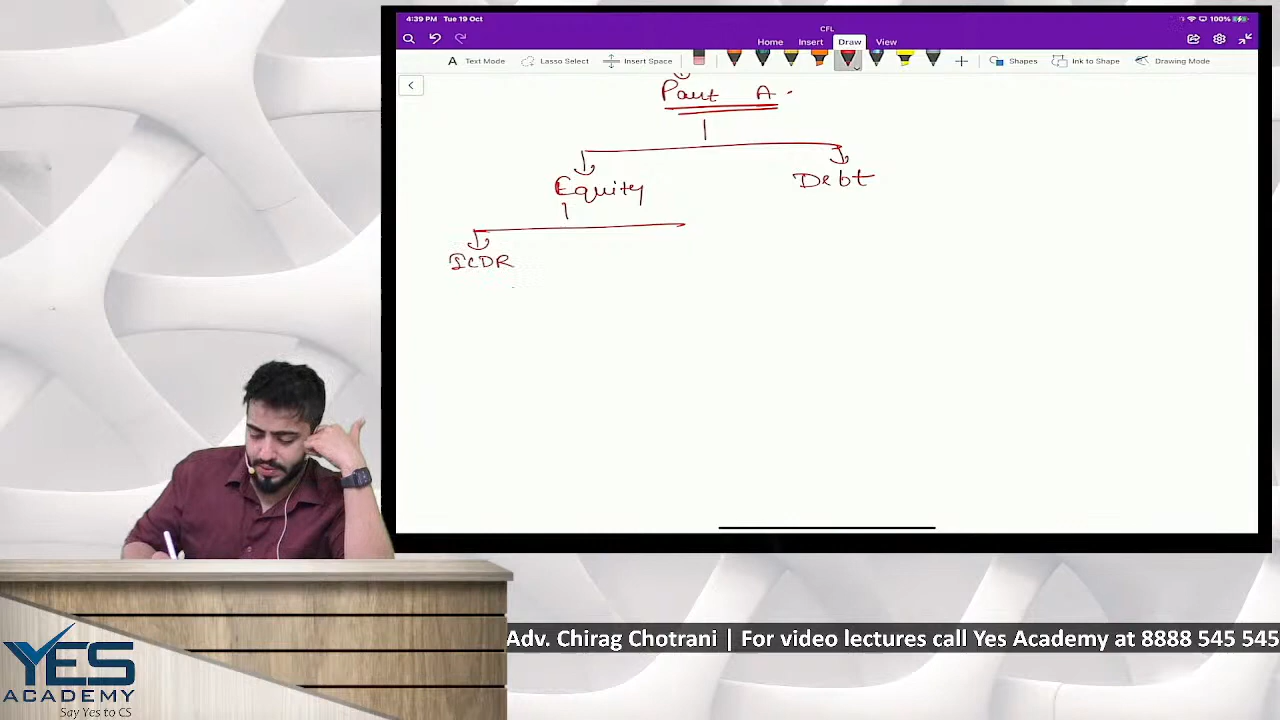 4:39 PM Tue 19 Oct
100%
CFL
Home Insert Draw View
A Text Mode Lasso Select Insert Space Shapes Ink to Shape Drawing Mode
Part A
Equity Debt
ICDR
YES
ACADEMY
Say Yes to CS
Adv. Chirag Chotrani | For video lectures call Yes Academy at 8888 545 545